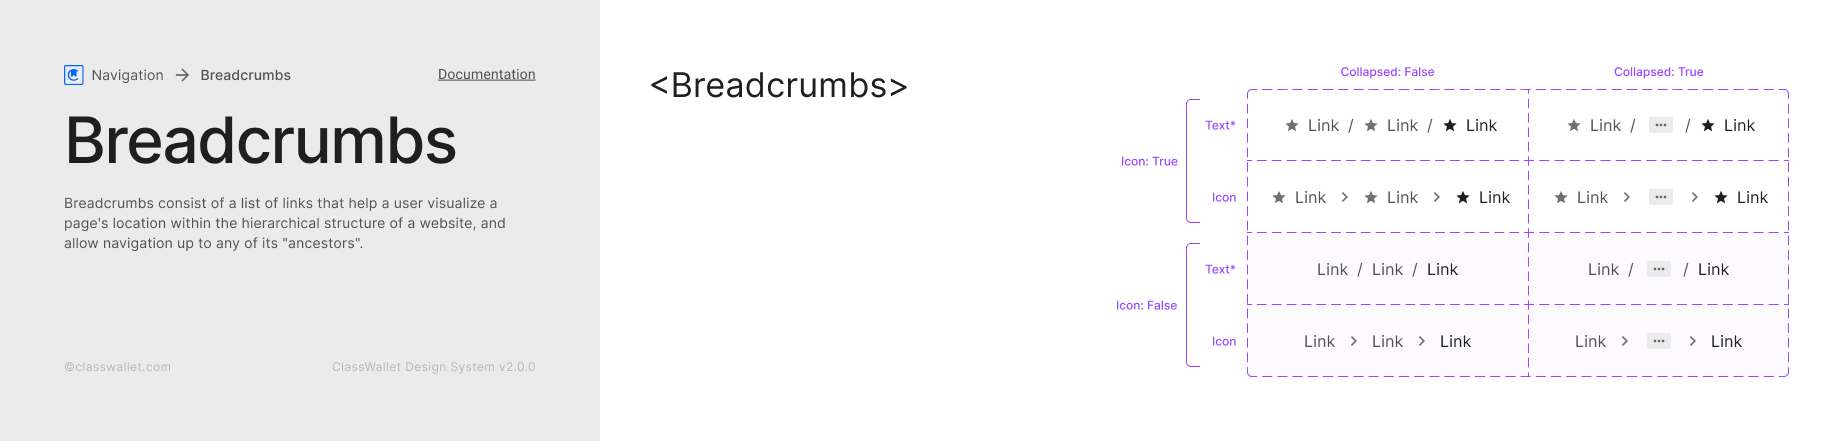 Navigation → Breadcrumbs
Documentation
Breadcrumbs
Breadcrumbs consist of a list of links that help a user visualize a
page's location within the hierarchical structure of a website, and
allow navigation up to any of its "ancestors".
©classwallet.com
ClassWallet Design System v2.0.0
<Breadcrumbs>
Collapsed: False
Collapsed: True
Icon: True
Text*
★ Link / ★ Link / ★ Link
★ Link / ••• / ★ Link
Icon
★ Link > ★ Link > ★ Link
★ Link > ••• > ★ Link
Icon: False
Text*
Link / Link / Link
Link / ••• / Link
Icon
Link > Link > Link
Link > ••• > Link